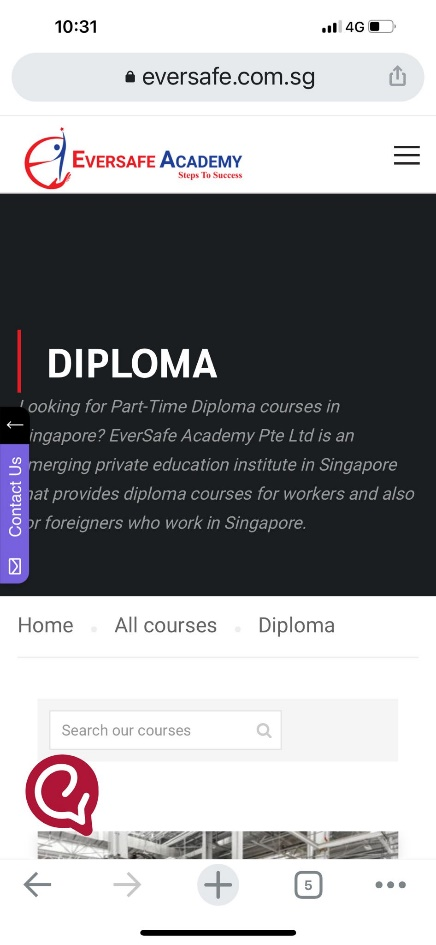 10:31
4G
eversafe.com.sg
EVERSAFE ACADEMY
Steps To Success
DIPLOMA
Looking for Part-Time Diploma courses in
ingapore? EverSafe Academy Pte Ltd is an
merging private education institute in Singapore
hat provides diploma courses for workers and also
or foreigners who work in Singapore.
Contact Us
Home
All courses
Diploma
Search our courses
5